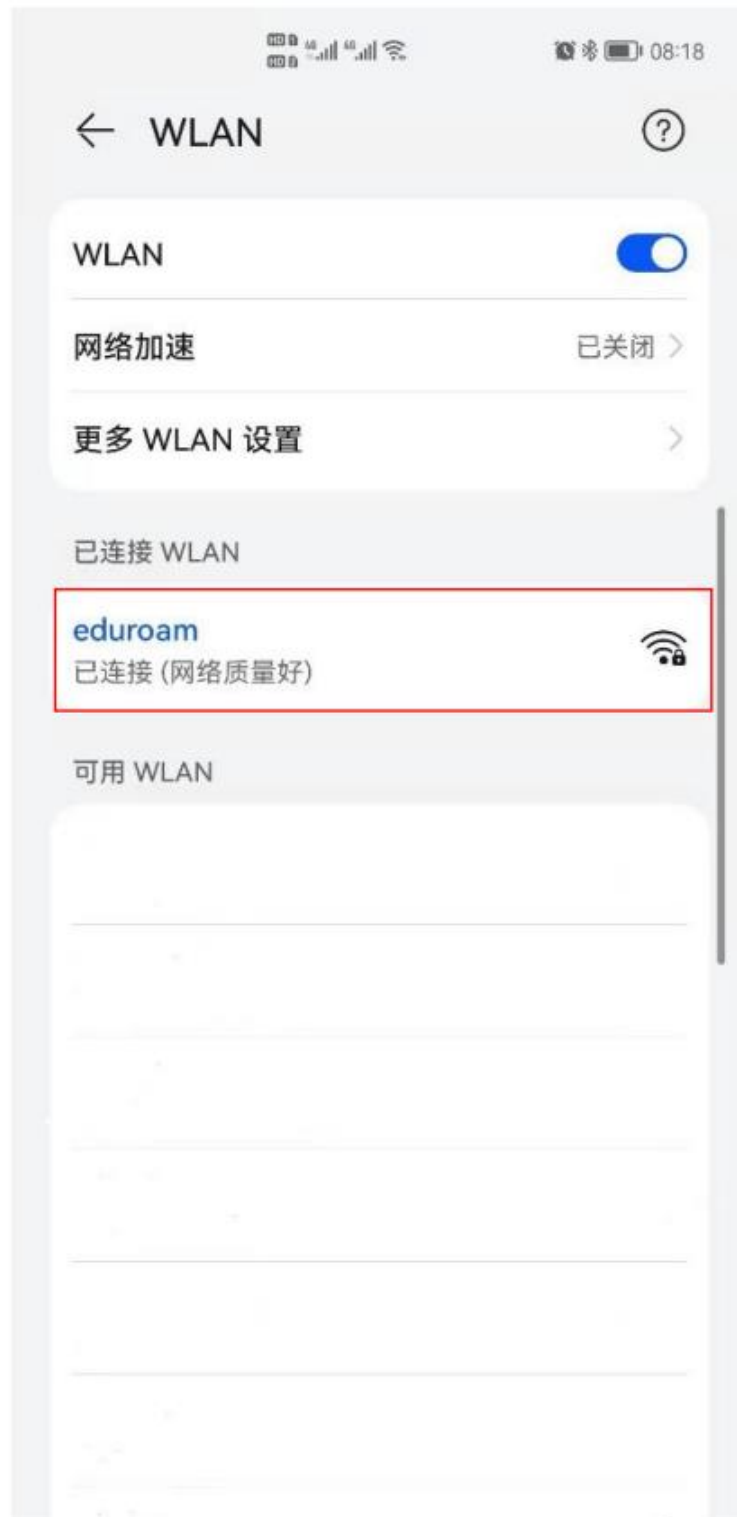 08:18
WLAN
WLAN
网络加速 已关闭
更多 WLAN 设置
已连接 WLAN
eduroam
已连接 (网络质量好)
可用 WLAN